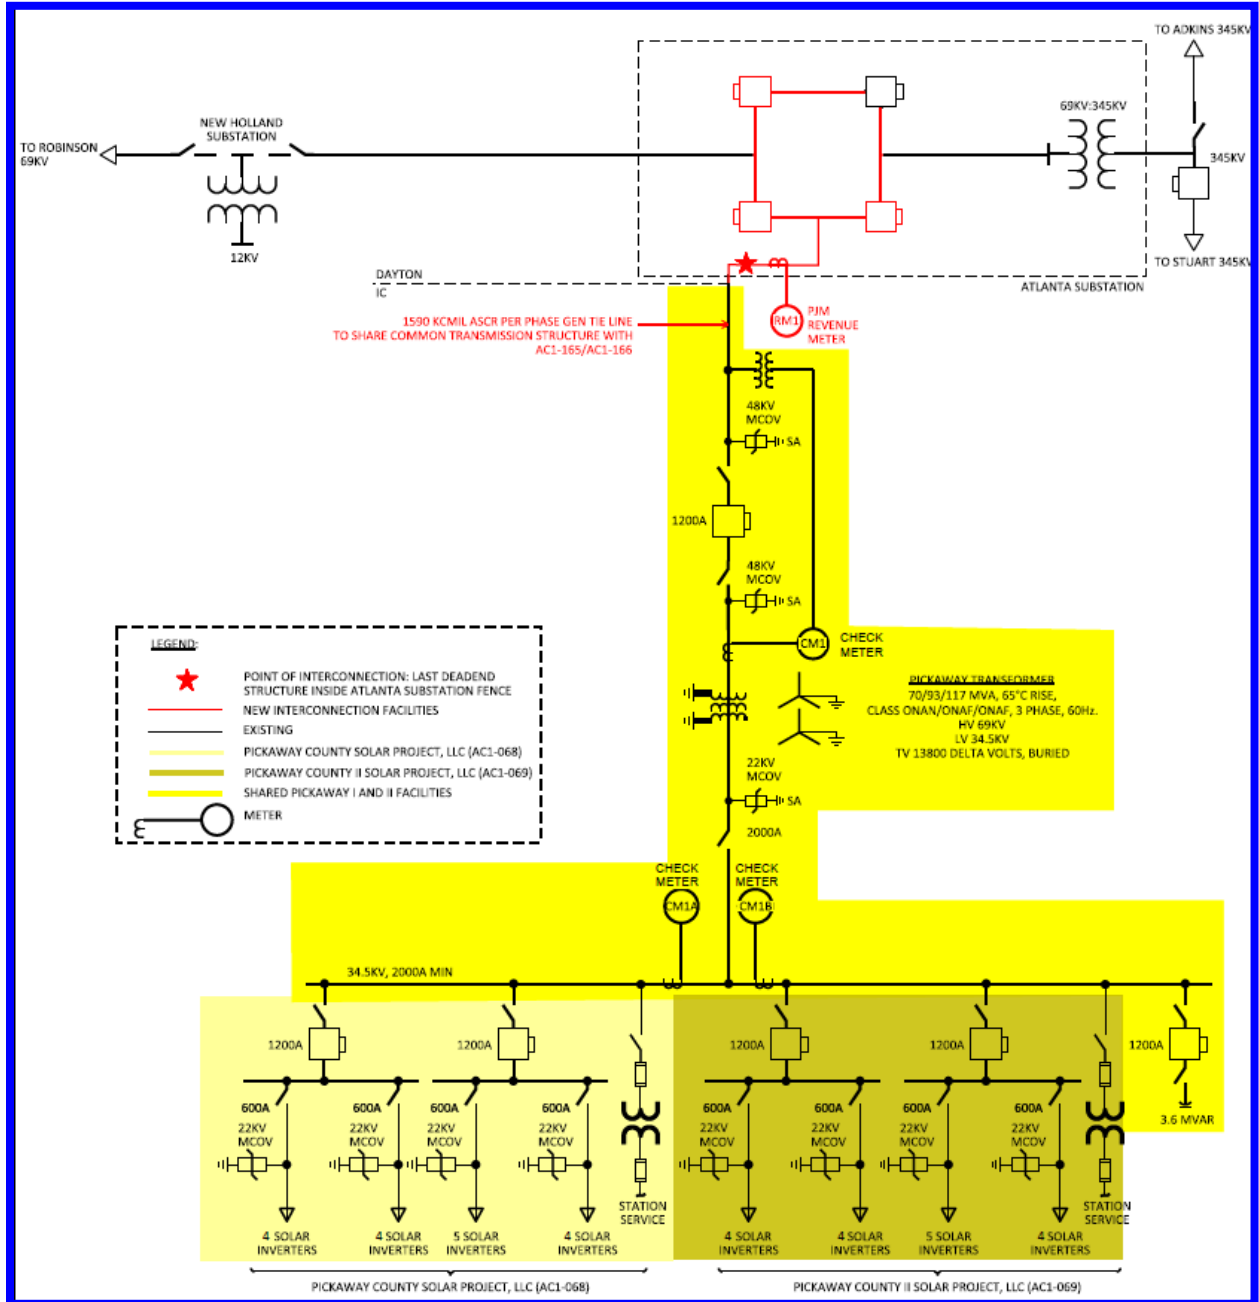 TO ADKINS 345KV
69KV:345KV
NEW HOLLAND
SUBSTATION
TO ROBINSON
69KV
345KV
12KV
TO STUART 345KV
DAYTON
IC
ATLANTA SUBSTATION
1590 KCMIL ASCR PER PHASE GEN TIE LINE
TO SHARE COMMON TRANSMISSION STRUCTURE WITH
AC1-165/AC1-166
RM1
PJM
REVENUE
METER
48KV
MCOV
SA
1200A
48KV
MCOV
SA
CM1
CHECK
METER
LEGEND:
POINT OF INTERCONNECTION: LAST DEADEND
STRUCTURE INSIDE ATLANTA SUBSTATION FENCE
NEW INTERCONNECTION FACILITIES
EXISTING
PICKAWAY COUNTY SOLAR PROJECT, LLC (AC1-068)
PICKAWAY COUNTY II SOLAR PROJECT, LLC (AC1-069)
SHARED PICKAWAY I AND II FACILITIES
METER
PICKAWAY TRANSFORMER
70/93/117 MVA, 65°C RISE,
CLASS ONAN/ONAF/ONAF, 3 PHASE, 60Hz.
HV 69KV
LV 34.5KV
TV 13800 DELTA VOLTS, BURIED
22KV
MCOV
SA
2000A
CHECK
METER
CHECK
METER
CM1A
CM1B
34.5KV, 2000A MIN
1200A
1200A
1200A
1200A
1200A
600A
600A
600A
600A
600A
600A
600A
600A
3.6 MVAR
22KV
MCOV
22KV
MCOV
22KV
MCOV
22KV
MCOV
22KV
MCOV
22KV
MCOV
22KV
MCOV
22KV
MCOV
STATION
SERVICE
STATION
SERVICE
4 SOLAR
INVERTERS
4 SOLAR
INVERTERS
5 SOLAR
INVERTERS
4 SOLAR
INVERTERS
4 SOLAR
INVERTERS
4 SOLAR
INVERTERS
5 SOLAR
INVERTERS
4 SOLAR
INVERTERS
PICKAWAY COUNTY SOLAR PROJECT, LLC (AC1-068)
PICKAWAY COUNTY II SOLAR PROJECT, LLC (AC1-069)